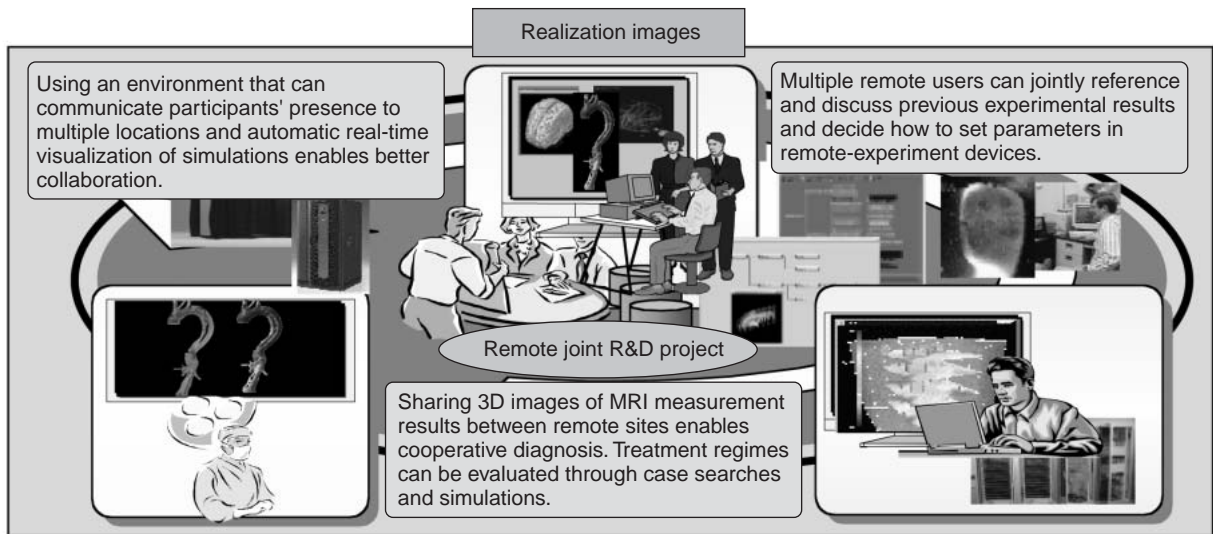 Realization images
Using an environment that can
communicate participants' presence to
multiple locations and automatic real-time
visualization of simulations enables better
collaboration.
Multiple remote users can jointly reference
and discuss previous experimental results
and decide how to set parameters in
remote-experiment devices.
Remote joint R&D project
Sharing 3D images of MRI measurement
results between remote sites enables
cooperative diagnosis. Treatment regimes
can be evaluated through case searches
and simulations.